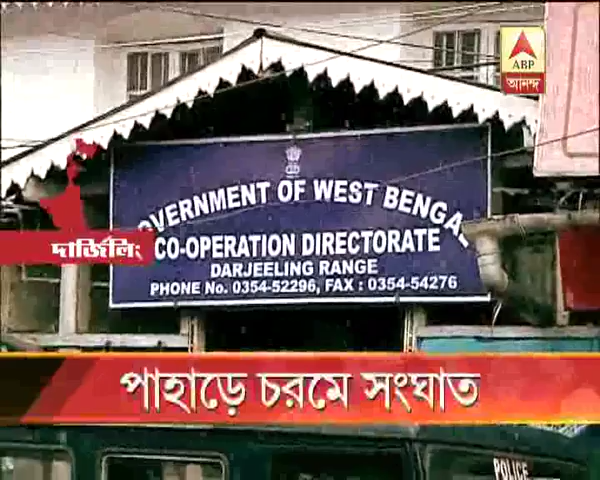 ABP
আনন্দ
GOVERNMENT OF WEST BENGAL
CO-OPERATION DIRECTORATE
DARJEELING RANGE
PHONE No. 0354-52296, FAX : 0354-54276
দার্জিলিং
পাহাড়ে চরমে সংঘাত
POLICE